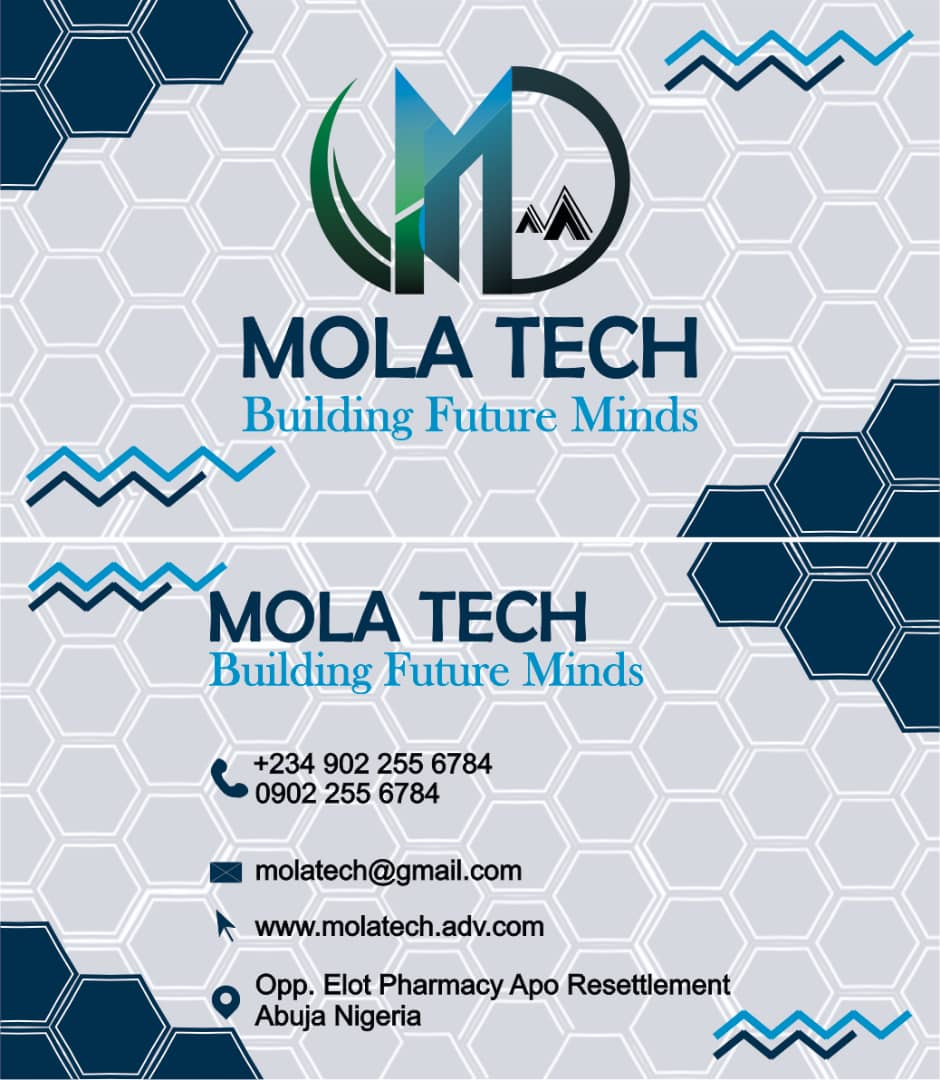 MOLA TECH
Building Future Minds
MOLA TECH
Building Future Minds
+234 902 255 6784
0902 255 6784
molatech@gmail.com
www.molatech.adv.com
Opp. Elot Pharmacy Apo Resettlement
Abuja Nigeria